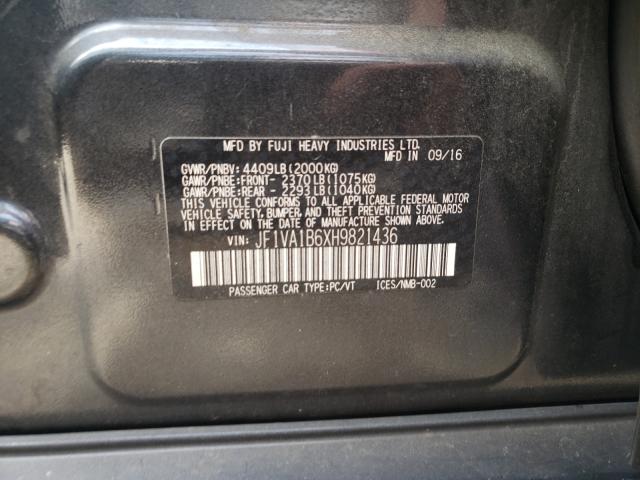 MFD BY FUJI HEAVY INDUSTRIES LTD.
MFD IN 09/16
GVWR/PNBV: 4409LB(2000KG)
GAWR/PNBE:FRONT- 2370LB(1075KG)
GAWR/PNBE:REAR - 2293LB(1040KG)
THIS VEHICLE CONFORMS TO ALL APPLICABLE FEDERAL MOTOR
VEHICLE SAFETY, BUMPER, AND THEFT PREVENTION STANDARDS
IN EFFECT ON THE DATE OF MANUFACTURE SHOWN ABOVE.
VIN: JF1VA1B6XH9821436
PASSENGER CAR TYPE:PC/VT ICES/NMB-002